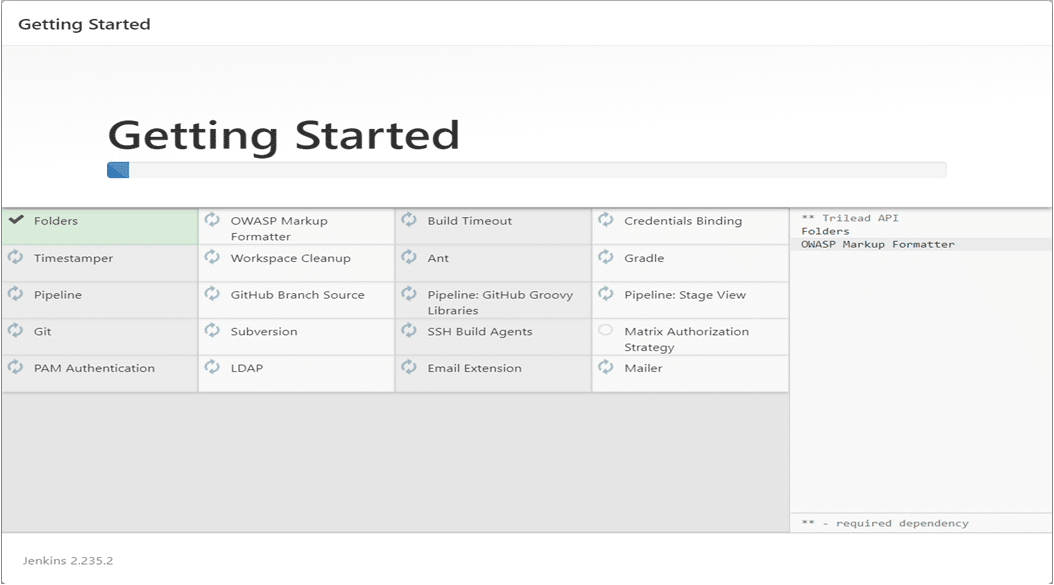 Getting Started
Getting Started
Folders
OWASP Markup
Formatter
Build Timeout
Credentials Binding
Timestamper
Workspace Cleanup
Ant
Gradle
Pipeline
GitHub Branch Source
Pipeline: GitHub Groovy
Libraries
Pipeline: Stage View
Git
Subversion
SSH Build Agents
Matrix Authorization
Strategy
PAM Authentication
LDAP
Email Extension
Mailer
** Trilead API
Folders
OWASP Markup Formatter
** - required dependency
Jenkins 2.235.2